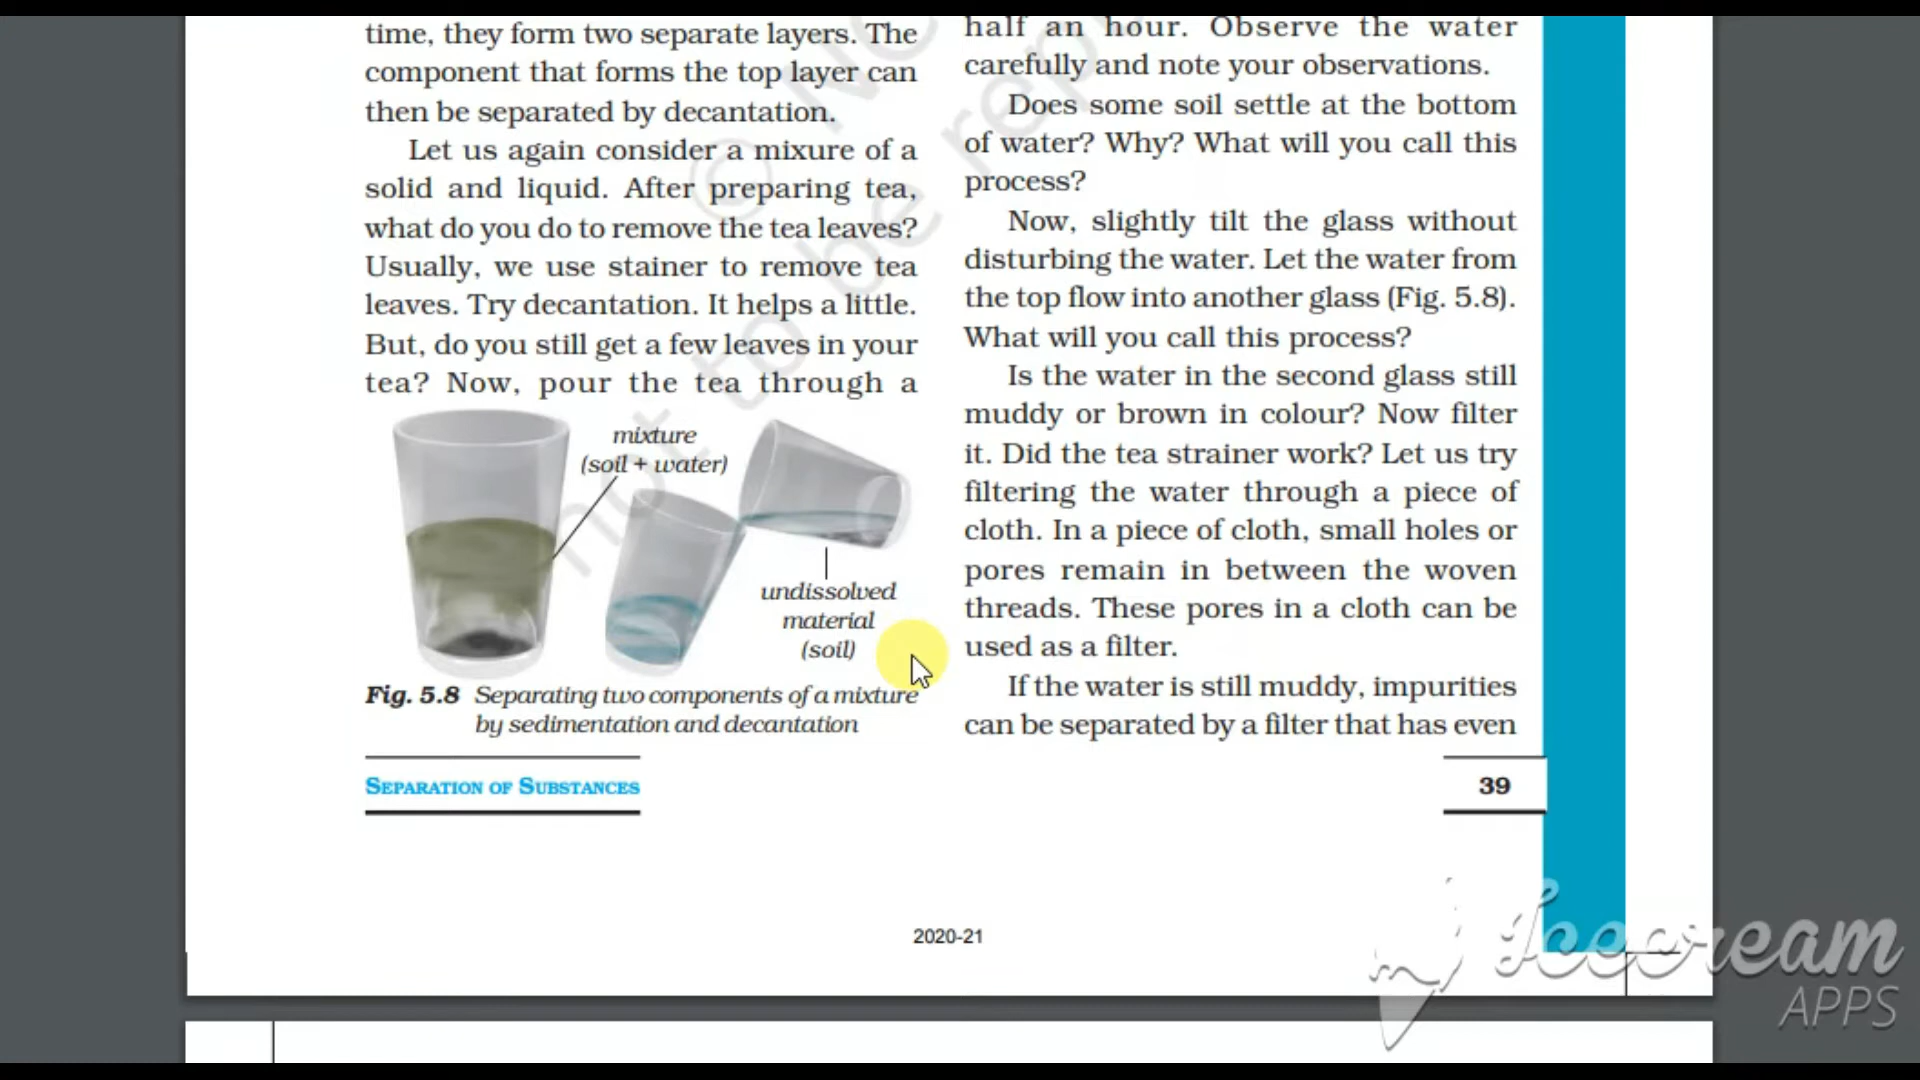 time, they form two separate layers. The
component that forms the top layer can
then be separated by decantation.
Let us again consider a mixure of a
solid and liquid. After preparing tea,
what do you do to remove the tea leaves?
Usually, we use stainer to remove tea
leaves. Try decantation. It helps a little.
But, do you still get a few leaves in your
tea? Now, pour the tea through a
mixture
(soil + water)
undissolved
material
(soil)
Fig. 5.8 Separating two components of a mixture
by sedimentation and decantation
half an hour. Observe the water
carefully and note your observations.
Does some soil settle at the bottom
of water? Why? What will you call this
process?
Now, slightly tilt the glass without
disturbing the water. Let the water from
the top flow into another glass (Fig. 5.8).
What will you call this process?
Is the water in the second glass still
muddy or brown in colour? Now filter
it. Did the tea strainer work? Let us try
filtering the water through a piece of
cloth. In a piece of cloth, small holes or
pores remain in between the woven
threads. These pores in a cloth can be
used as a filter.
If the water is still muddy, impurities
can be separated by a filter that has even
SEPARATION OF SUBSTANCES
39
2020-21
© NC
not to be rep
Icecream
APPS